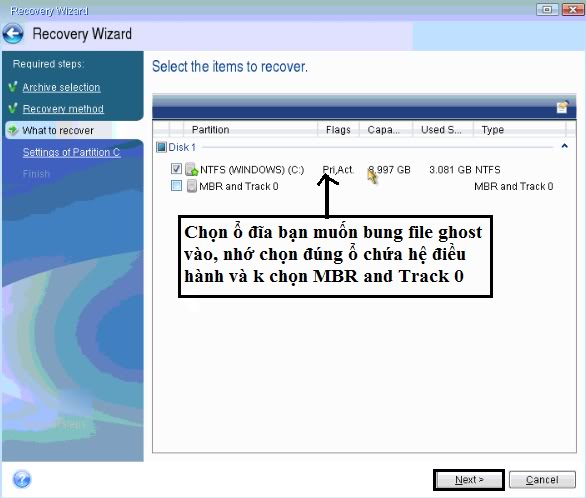 Recovery Wizard
Recovery Wizard
Required steps:
Archive selection
Recovery method
What to recover
Settings of Partition C
Finish
Select the items to recover.
Partition Flags Capa... Used S... Type
Disk 1
NTFS (WINDOWS) (C:) Pri,Act. 9.997 GB 3.081 GB NTFS
MBR and Track 0 MBR and Track 0
Chọn ổ đĩa bạn muốn bung file ghost
vào, nhớ chọn đúng ổ chứa hệ điều
hành và k chọn MBR and Track 0
Next >
Cancel